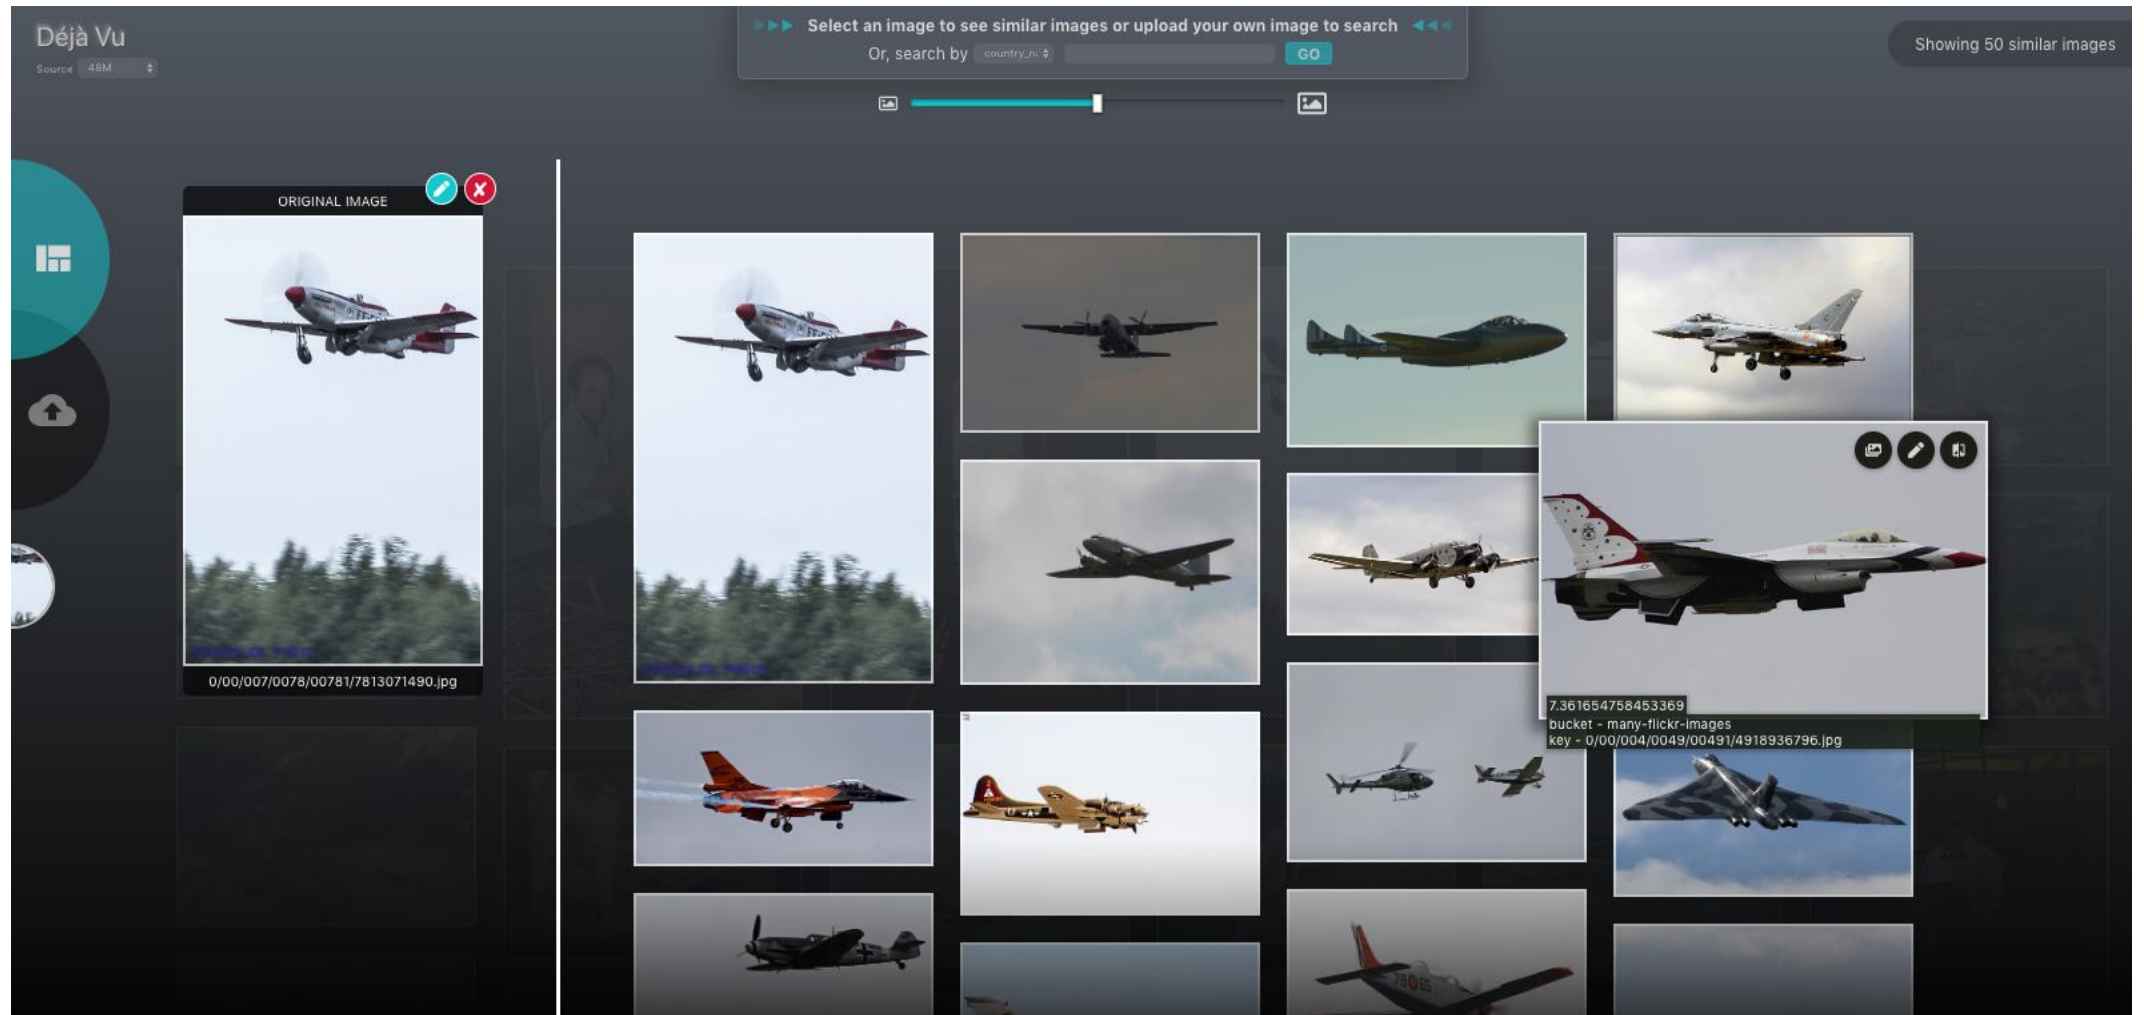 Déjà Vu
Source 48M
Select an image to see similar images or upload your own image to search
Or, search by country_n
GO
Showing 50 similar images
ORIGINAL IMAGE
0/00/007/0078/00781/7813071490.jpg
7.361654758453369
bucket - many-flickr-images
key - 0/00/004/0049/00491/4918936796.jpg